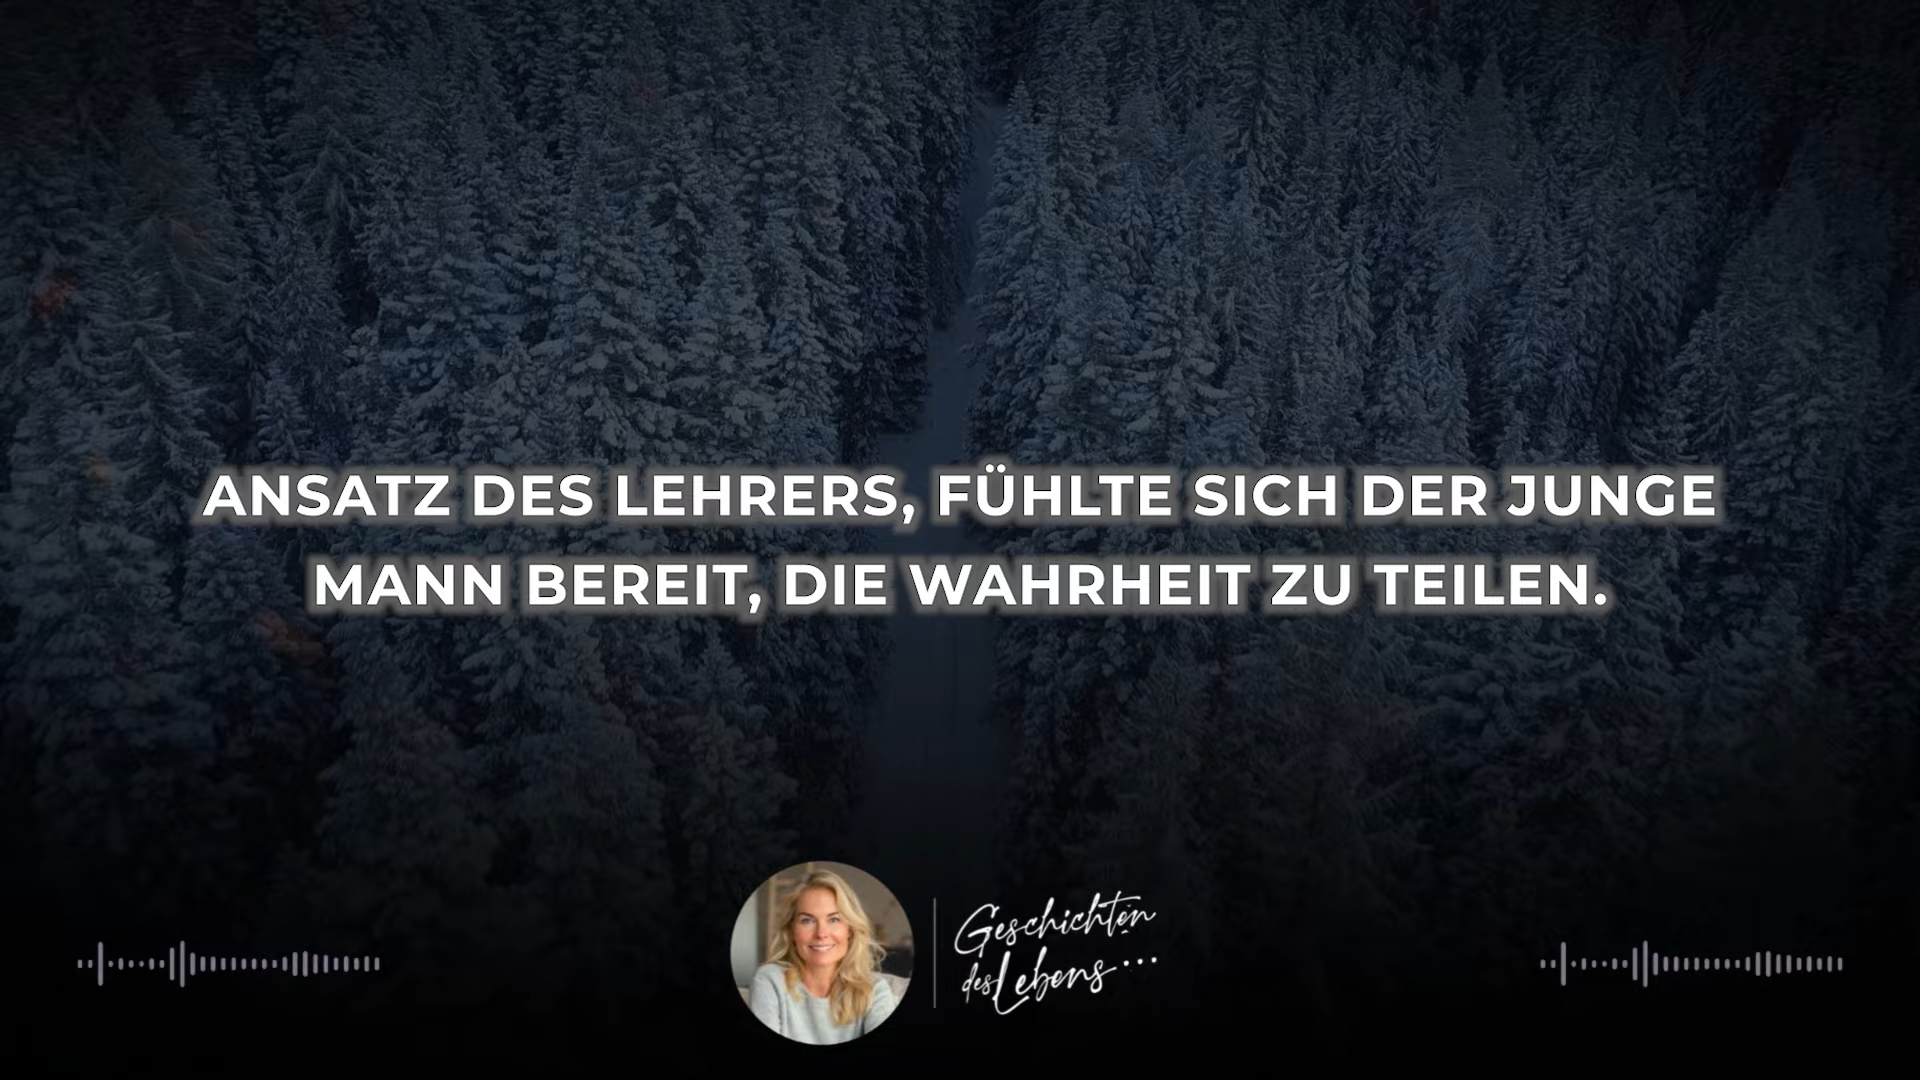 ANSATZ DES LEHRERS, FÜHLTE SICH DER JUNGE
MANN BEREIT, DIE WAHRHEIT ZU TEILEN.
Geschichten
des Lebens...